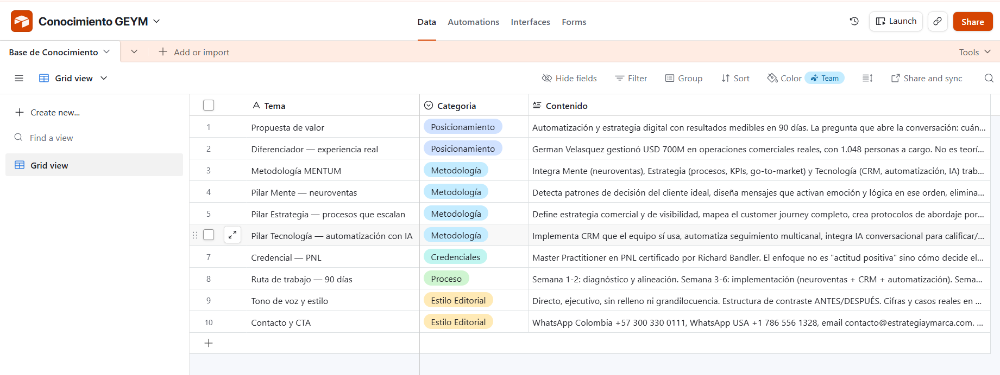 Conocimiento GEYM
Data Automations Interfaces Forms
Launch
Share
Base de Conocimiento
Add or import
Tools
Grid view
Hide fields Filter Group Sort Color Team Share and sync
Create new...
Find a view
Grid view
Tema Categoria Contenido
1 Propuesta de valor Posicionamiento Automatización y estrategia digital con resultados medibles en 90 días. La pregunta que abre la conversación: cuán...
2 Diferenciador — experiencia real Posicionamiento German Velasquez gestionó USD 700M en operaciones comerciales reales, con 1.048 personas a cargo. No es teorí...
3 Metodología MENTUM Metodología Integra Mente (neuroventas), Estrategia (procesos, KPIs, go-to-market) y Tecnología (CRM, automatización, IA) trab...
4 Pilar Mente — neuroventas Metodología Detecta patrones de decisión del cliente ideal, diseña mensajes que activan emoción y lógica en ese orden, elimina...
5 Pilar Estrategia — procesos que escalan Metodología Define estrategia comercial y de visibilidad, mapea el customer journey completo, crea protocolos de abordaje por...
Pilar Tecnología — automatización con IA Metodología Implementa CRM que el equipo sí usa, automatiza seguimiento multicanal, integra IA conversacional para calificar/...
7 Credencial — PNL Credenciales Master Practitioner en PNL certificado por Richard Bandler. El enfoque no es "actitud positiva" sino cómo decide el...
8 Ruta de trabajo — 90 días Proceso Semana 1-2: diagnóstico y alineación. Semana 3-6: implementación (neuroventas + CRM + automatización). Sema...
9 Tono de voz y estilo Estilo Editorial Directo, ejecutivo, sin relleno ni grandilocuencia. Estructura de contraste ANTES/DESPUÉS. Cifras y casos reales en ...
10 Contacto y CTA Estilo Editorial WhatsApp Colombia +57 300 330 0111, WhatsApp USA +1 786 556 1328, email contacto@estrategiaymarca.com. ...